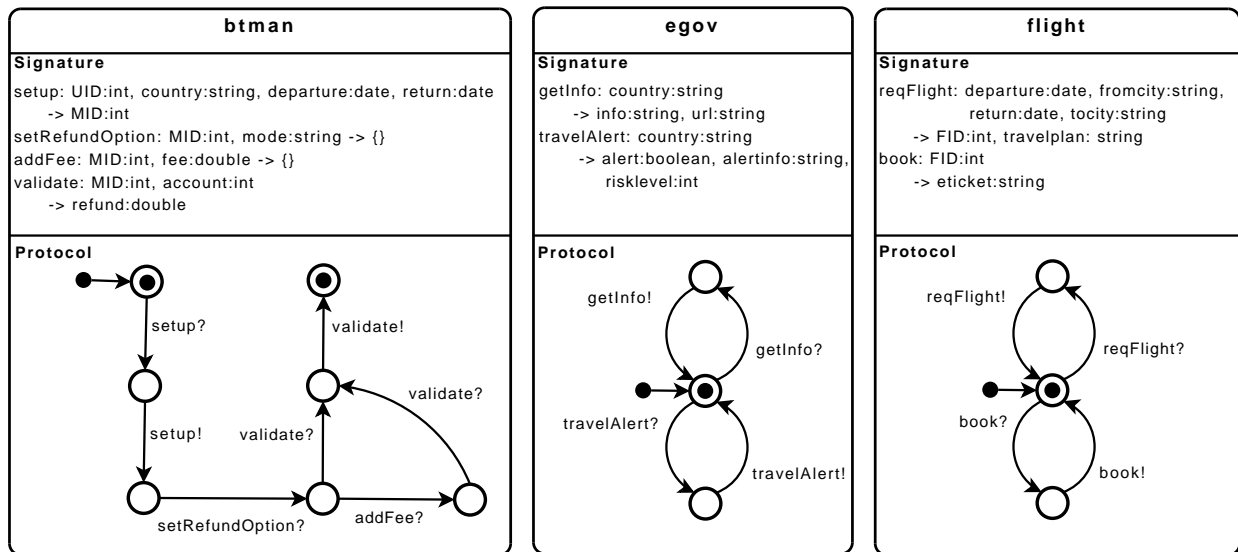 btman
Signature
setup: UID:int, country:string, departure:date, return:date
-> MID:int
setRefundOption: MID:int, mode:string -> {}
addFee: MID:int, fee:double -> {}
validate: MID:int, account:int
-> refund:double
Protocol
setup?
validate!
validate?
setup!
validate?
setRefundOption?
addFee?
egov
Signature
getInfo: country:string
-> info:string, url:string
travelAlert: country:string
-> alert:boolean, alertinfo:string,
risklevel:int
Protocol
getInfo!
getInfo?
travelAlert?
travelAlert!
flight
Signature
reqFlight: departure:date, fromcity:string,
return:date, tocity:string
-> FID:int, travelplan: string
book: FID:int
-> eticket:string
Protocol
reqFlight!
reqFlight?
book?
book!